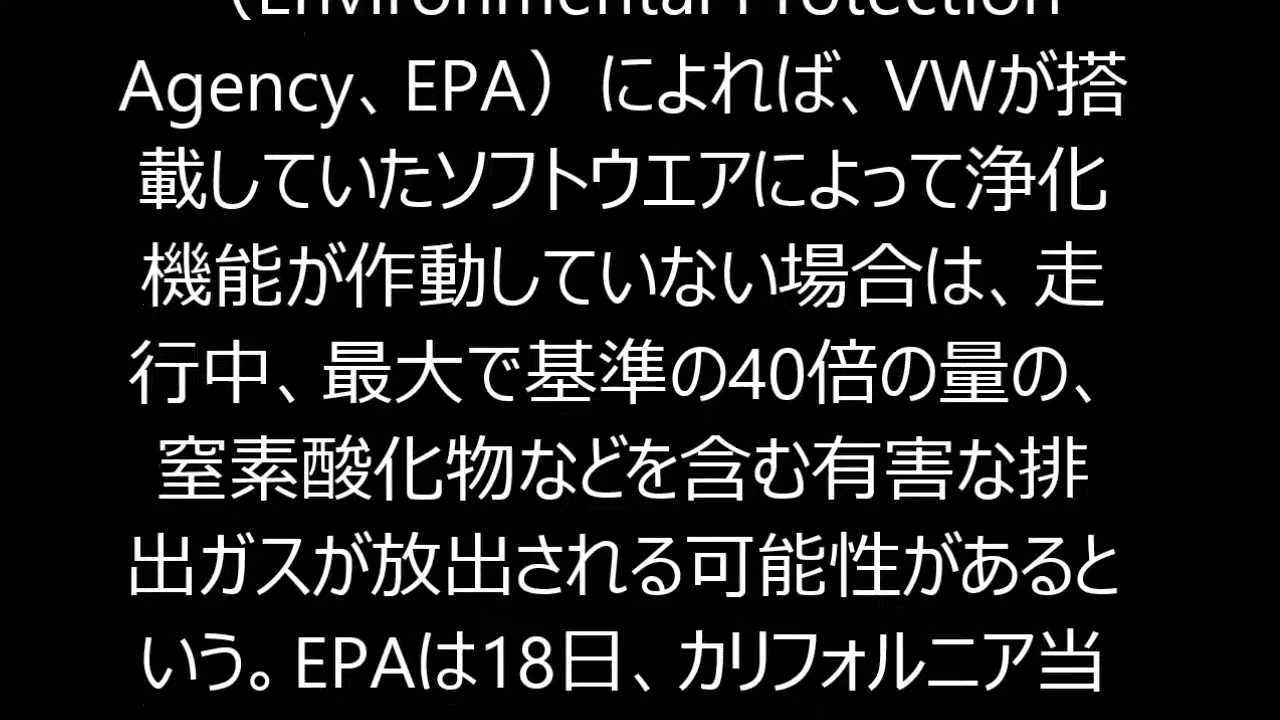 （Environmental Protection
Agency、EPA）によれば、VWが搭
載していたソフトウエアによって浄化
機能が作動していない場合は、走
行中、最大で基準の40倍の量の、
窒素酸化物などを含む有害な排
出ガスが放出される可能性があると
いう。EPAは18日、カリフォルニア当